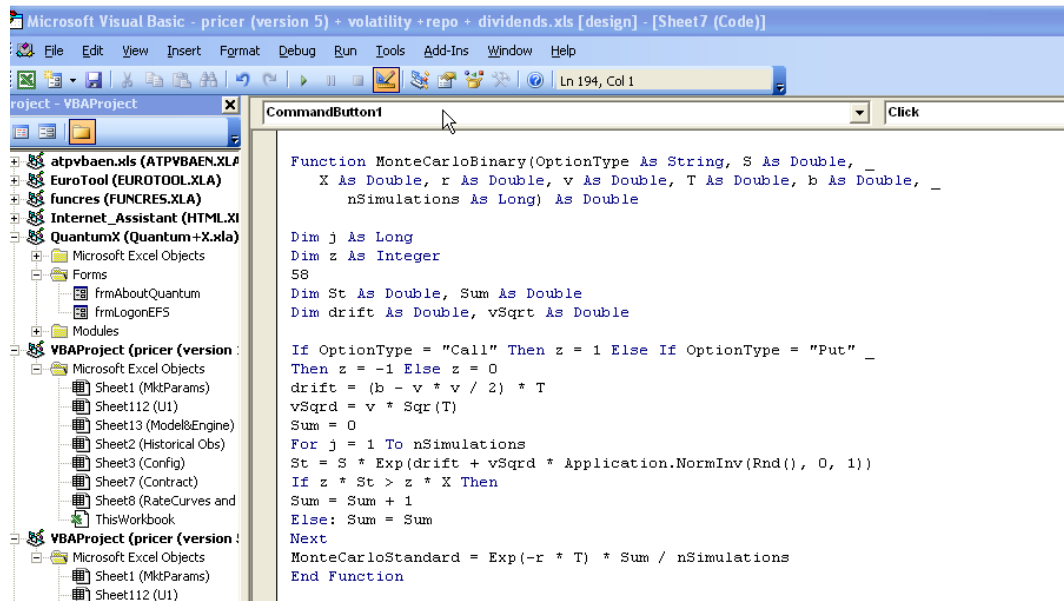 Microsoft Visual Basic - pricer (version 5) + volatility +repo + dividends.xls [design] - [Sheet7 (Code)]
File Edit View Insert Format Debug Run Tools Add-Ins Window Help
Ln 194, Col 1
roject - VBAProject
CommandButton1
Click
atpvbaen.xls (ATPVBAEN.XLA
EuroTool (EUROTOOL.XLA)
funcres (FUNCRES.XLA)
Internet_Assistant (HTML.XI
QuantumX (Quantum+X.xla)
Microsoft Excel Objects
Forms
frmAboutQuantum
frmLogonEFS
Modules
VBAProject (pricer (version
Microsoft Excel Objects
Sheet1 (MktParams)
Sheet112 (U1)
Sheet13 (Model&Engine)
Sheet2 (Historical Obs)
Sheet3 (Config)
Sheet7 (Contract)
Sheet8 (RateCurves and
ThisWorkbook
VBAProject (pricer (version
Microsoft Excel Objects
Sheet1 (MktParams)
Sheet112 (U1)
Function MonteCarloBinary(OptionType As String, S As Double, _
X As Double, r As Double, v As Double, T As Double, b As Double, _
nSimulations As Long) As Double
Dim j As Long
Dim z As Integer
58
Dim St As Double, Sum As Double
Dim drift As Double, vSqrt As Double
If OptionType = "Call" Then z = 1 Else If OptionType = "Put" _
Then z = -1 Else z = 0
drift = (b - v * v / 2) * T
vSqrd = v * Sqr(T)
Sum = 0
For j = 1 To nSimulations
St = S * Exp(drift + vSqrd * Application.NormInv(Rnd(), 0, 1))
If z * St > z * X Then
Sum = Sum + 1
Else: Sum = Sum
Next
MonteCarloStandard = Exp(-r * T) * Sum / nSimulations
End Function